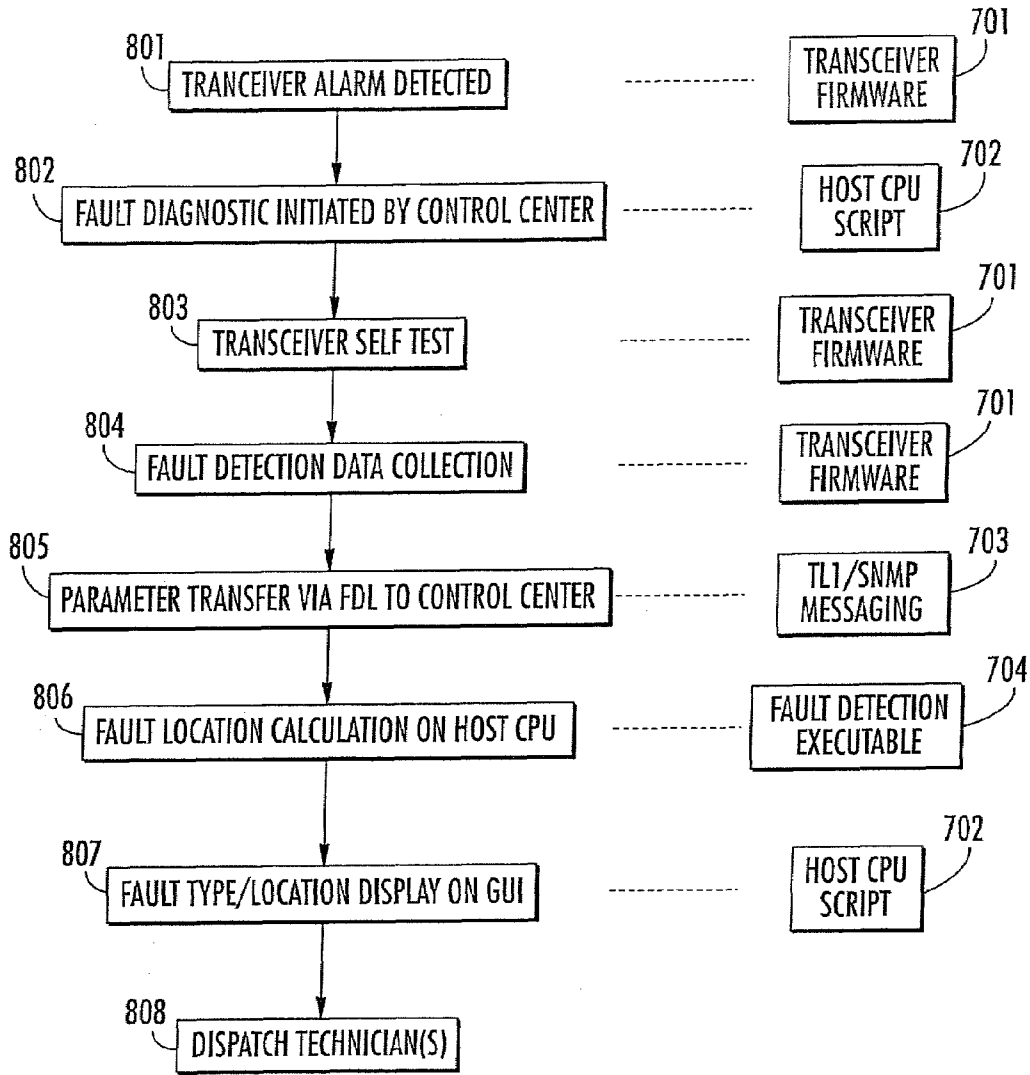 801
TRANCEIVER ALARM DETECTED
701
TRANSCEIVER
FIRMWARE
802
FAULT DIAGNOSTIC INITIATED BY CONTROL CENTER
702
HOST CPU
SCRIPT
803
TRANSCEIVER SELF TEST
701
TRANSCEIVER
FIRMWARE
804
FAULT DETECTION DATA COLLECTION
701
TRANSCEIVER
FIRMWARE
805
PARAMETER TRANSFER VIA FDL TO CONTROL CENTER
703
TL1/SNMP
MESSAGING
806
FAULT LOCATION CALCULATION ON HOST CPU
704
FAULT DETECTION
EXECUTABLE
807
FAULT TYPE/LOCATION DISPLAY ON GUI
702
HOST CPU
SCRIPT
808
DISPATCH TECHNICIAN(S)